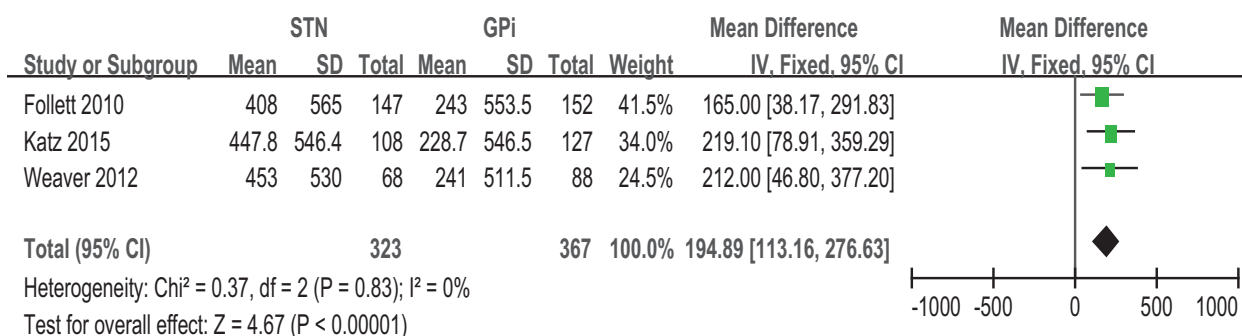 STN GPi Mean Difference Mean Difference
Study or Subgroup Mean SD Total Mean SD Total Weight IV, Fixed, 95% CI IV, Fixed, 95% CI
Follett 2010 408 565 147 243 553.5 152 41.5% 165.00 [38.17, 291.83]
Katz 2015 447.8 546.4 108 228.7 546.5 127 34.0% 219.10 [78.91, 359.29]
Weaver 2012 453 530 68 241 511.5 88 24.5% 212.00 [46.80, 377.20]
Total (95% CI) 323 367 100.0% 194.89 [113.16, 276.63]
Heterogeneity: Chi² = 0.37, df = 2 (P = 0.83); I² = 0%
Test for overall effect: Z = 4.67 (P < 0.00001)
-1000 -500 0 500 1000